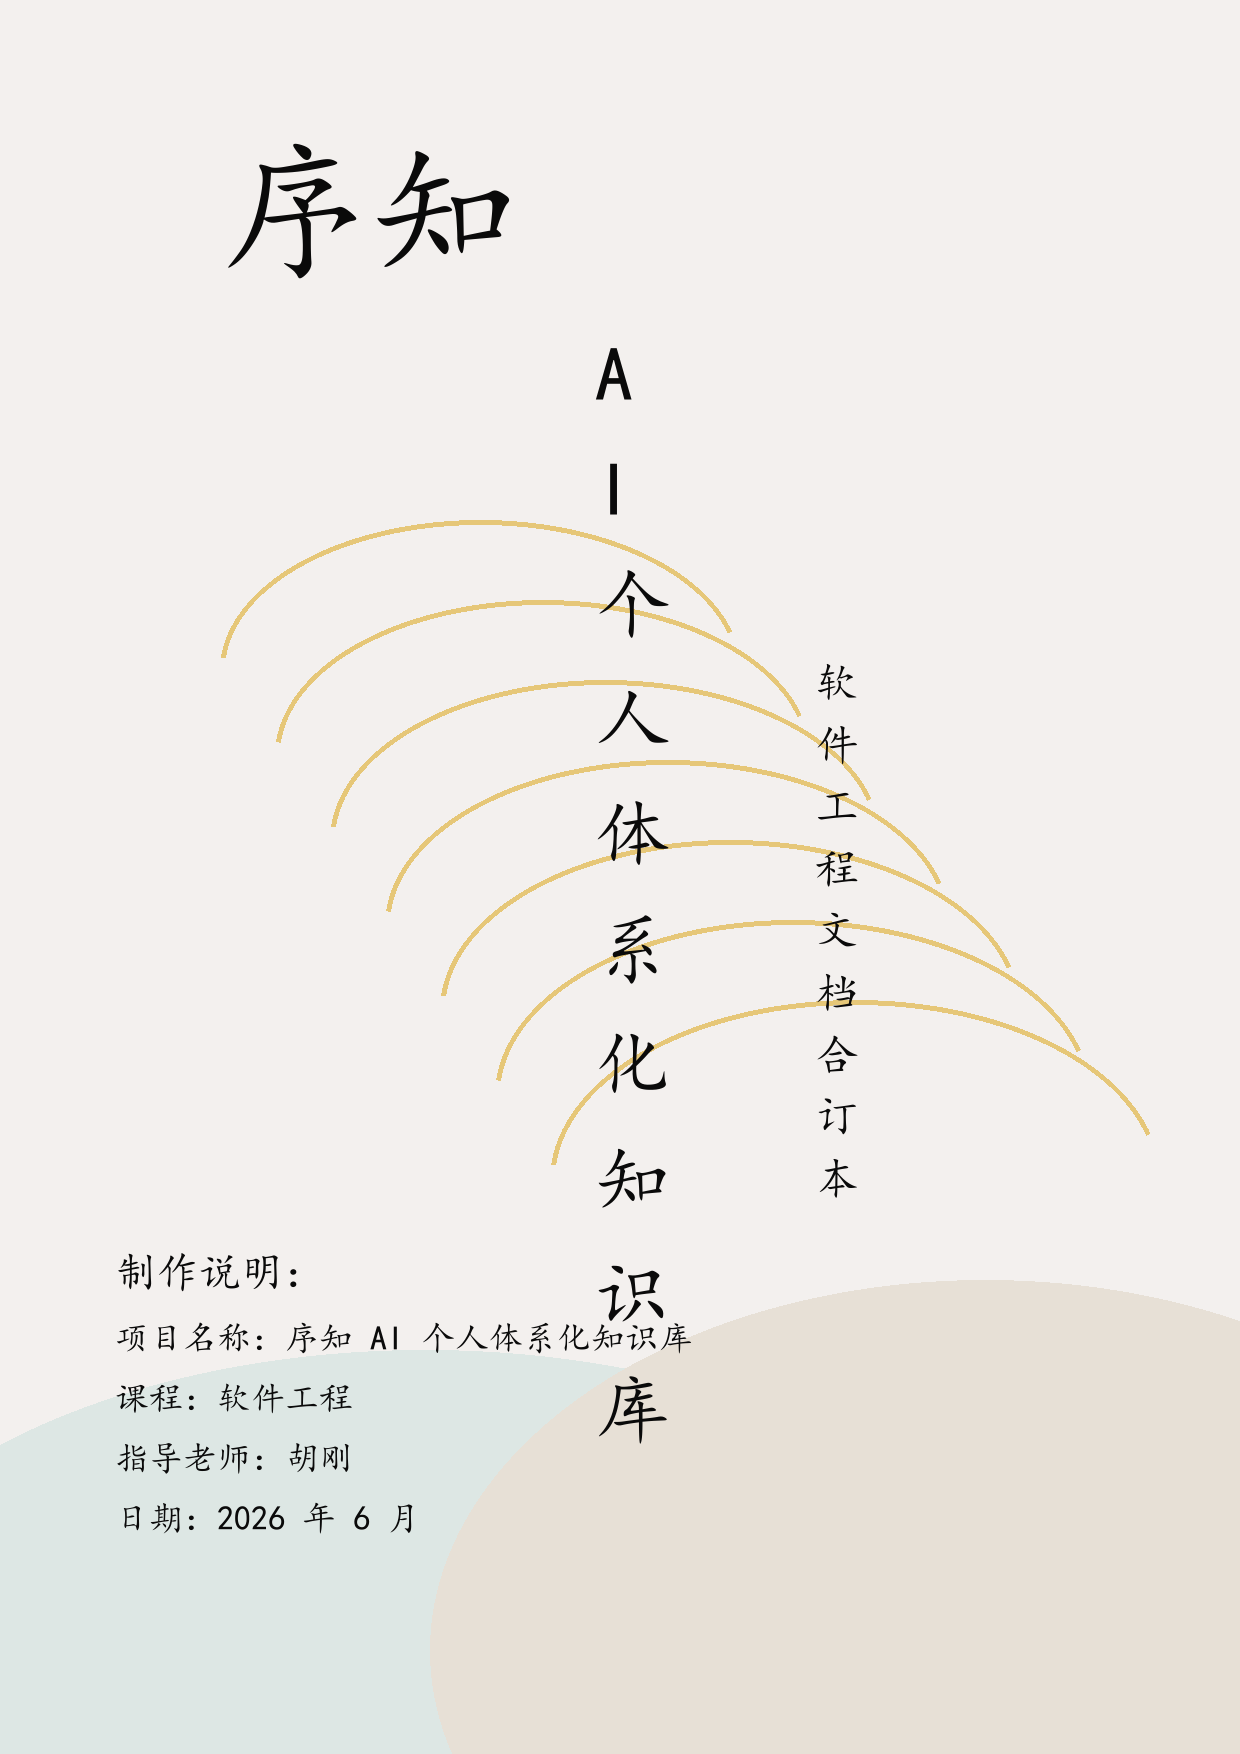 序知
AI个人体系化知识库
软件工程文档合订本
制作说明：
项目名称：序知 AI 个人体系化知识库
课程：软件工程
指导老师：胡刚
日期：2026 年 6 月